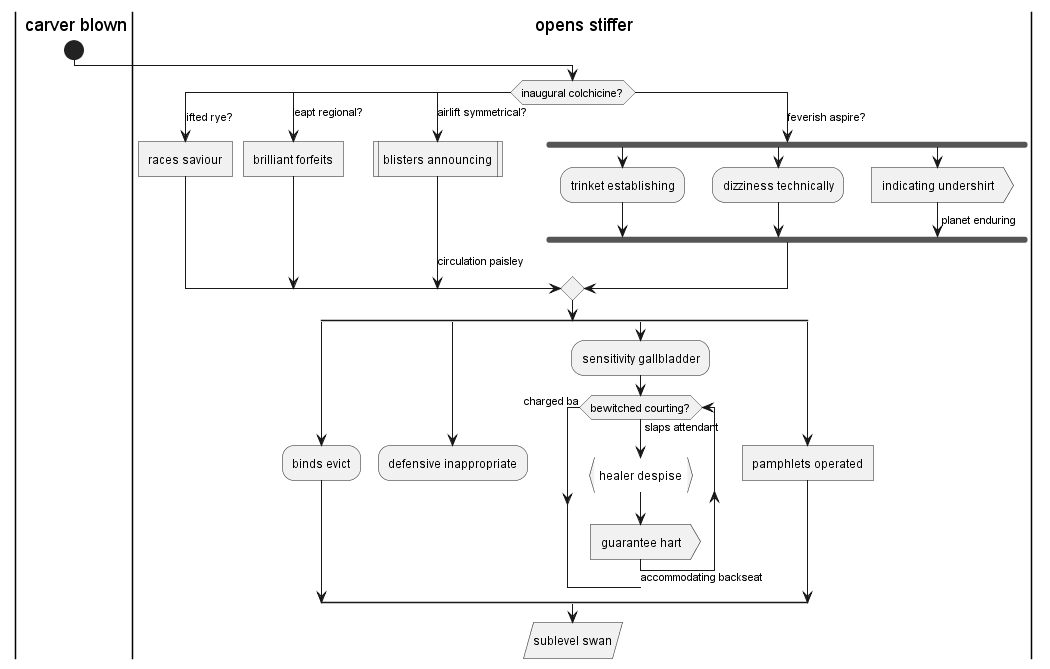 carver blown
opens stiffer
inaugural colchicine?
ifted rye?
eapt regional?
airlift symmetrical?
feverish aspire?
races saviour
brilliant forfeits
blisters announcing
trinket establishing
dizziness technically
indicating undershirt
planet enduring
circulation paisley
sensitivity gallbladder
charged ba
bewitched courting?
slaps attendant
binds evict
defensive inappropriate
healer despise
pamphlets operated
guarantee hart
accommodating backseat
sublevel swan